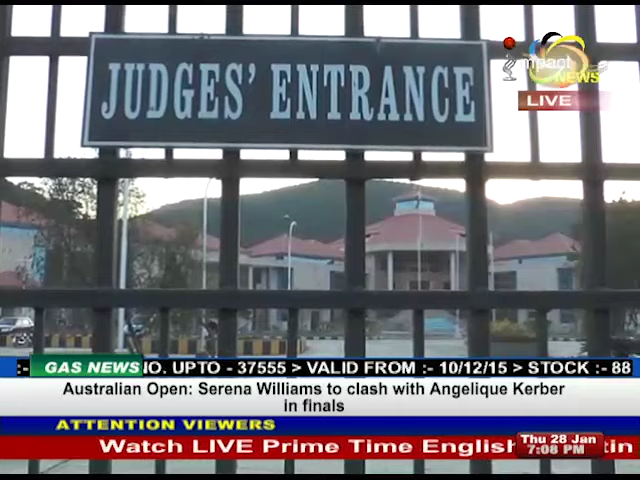 JUDGES' ENTRANCE
Impact
NEWS
LIVE
GAS NEWS NO. UPTO - 37555 > VALID FROM :- 10/12/15 > STOCK :- 88
Australian Open: Serena Williams to clash with Angelique Kerber
in finals
ATTENTION VIEWERS
Watch LIVE Prime Time English
Thu 28 Jan
7:08 PM